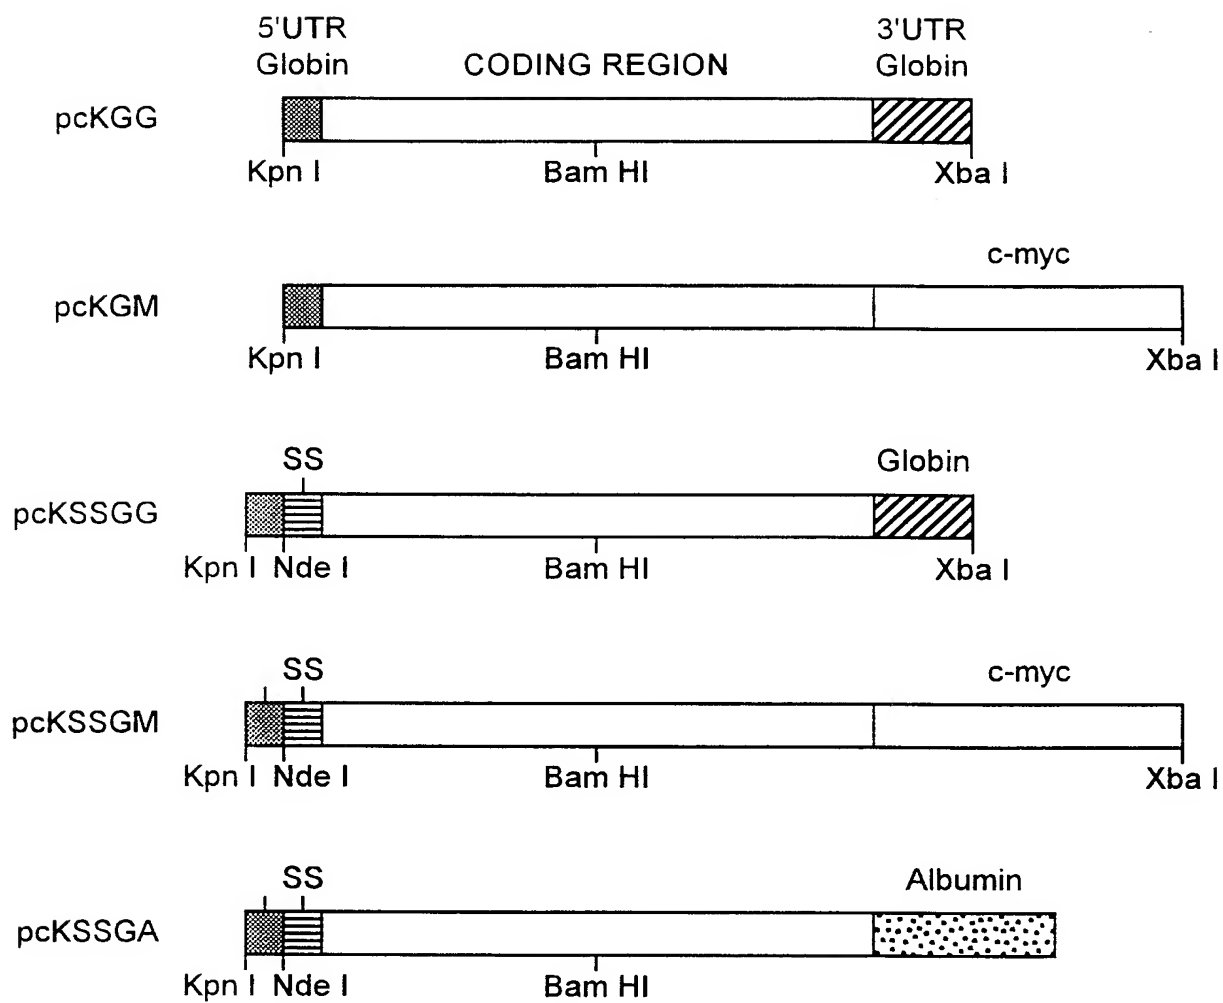 5'UTR 3'UTR
Globin CODING REGION Globin
pcKGG
Kpn I Bam HI Xba I
c-myc
pcKGM
Kpn I Bam HI Xba I
SS Globin
pcKSSGG
Kpn I Nde I Bam HI Xba I
SS c-myc
pcKSSGM
Kpn I Nde I Bam HI Xba I
SS Albumin
pcKSSGA
Kpn I Nde I Bam HI